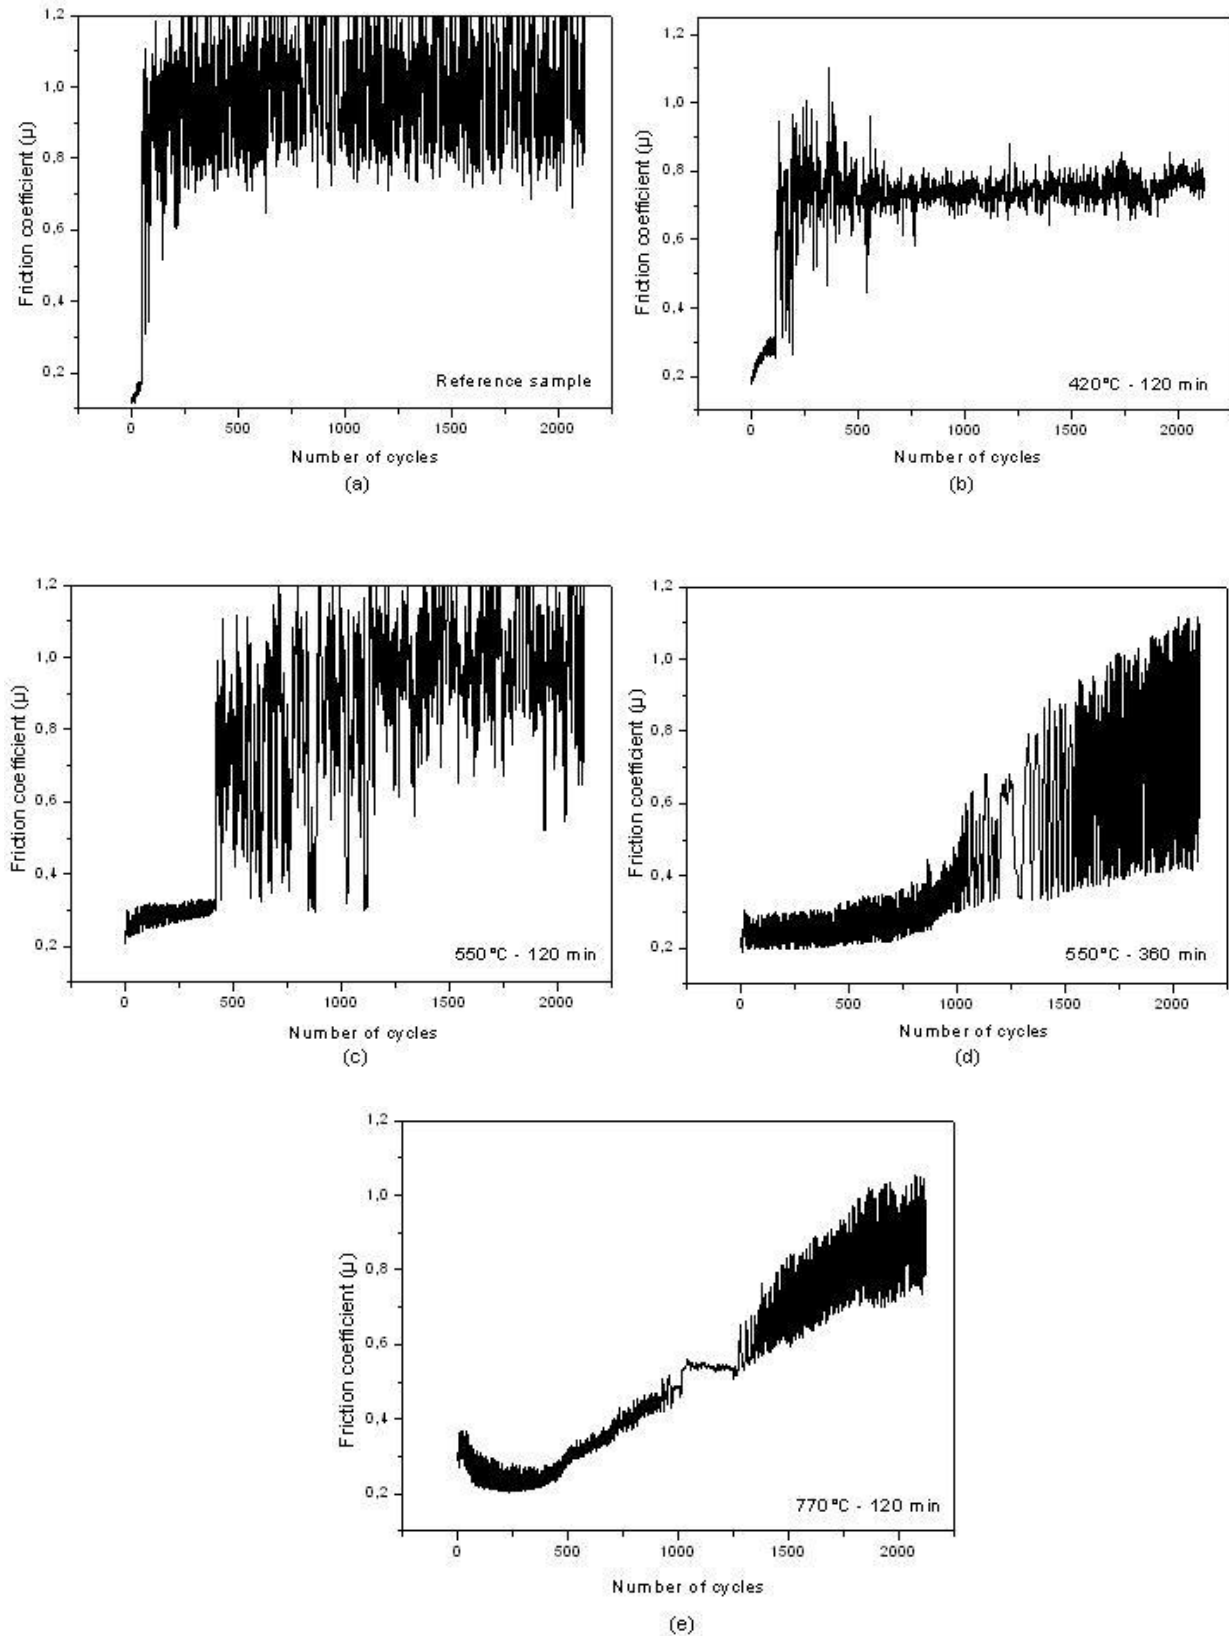 1,2
1,0
0,8
0,6
0,4
0,2
Friction coefficient (μ)
Reference sample
0 500 1000 1500 2000
Number of cycles
(a)
1,2
1,0
0,8
0,6
0,4
0,2
Friction coefficient (μ)
420°C - 120 min
0 500 1000 1500 2000
Number of cycles
(b)
1,2
1,0
0,8
0,6
0,4
0,2
Friction coefficient (μ)
550°C - 120 min
0 500 1000 1500 2000
Number of cycles
(c)
1,2
1,0
0,8
0,6
0,4
0,2
Friction coefficient (μ)
550°C - 360 min
0 500 1000 1500 2000
Number of cycles
(d)
1,2
1,0
0,8
0,6
0,4
0,2
Friction coefficient (μ)
770°C - 120 min
0 500 1000 1500 2000
Number of cycles
(e)